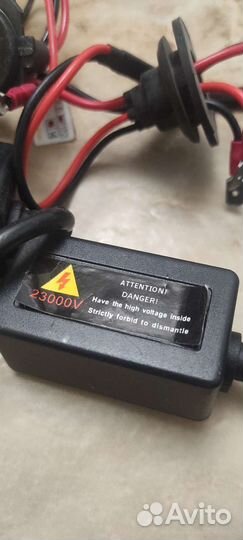 ATTENTION!
DANGER!
23000V
Have the high voltage inside
Strictly forbid to dismantle
Avito